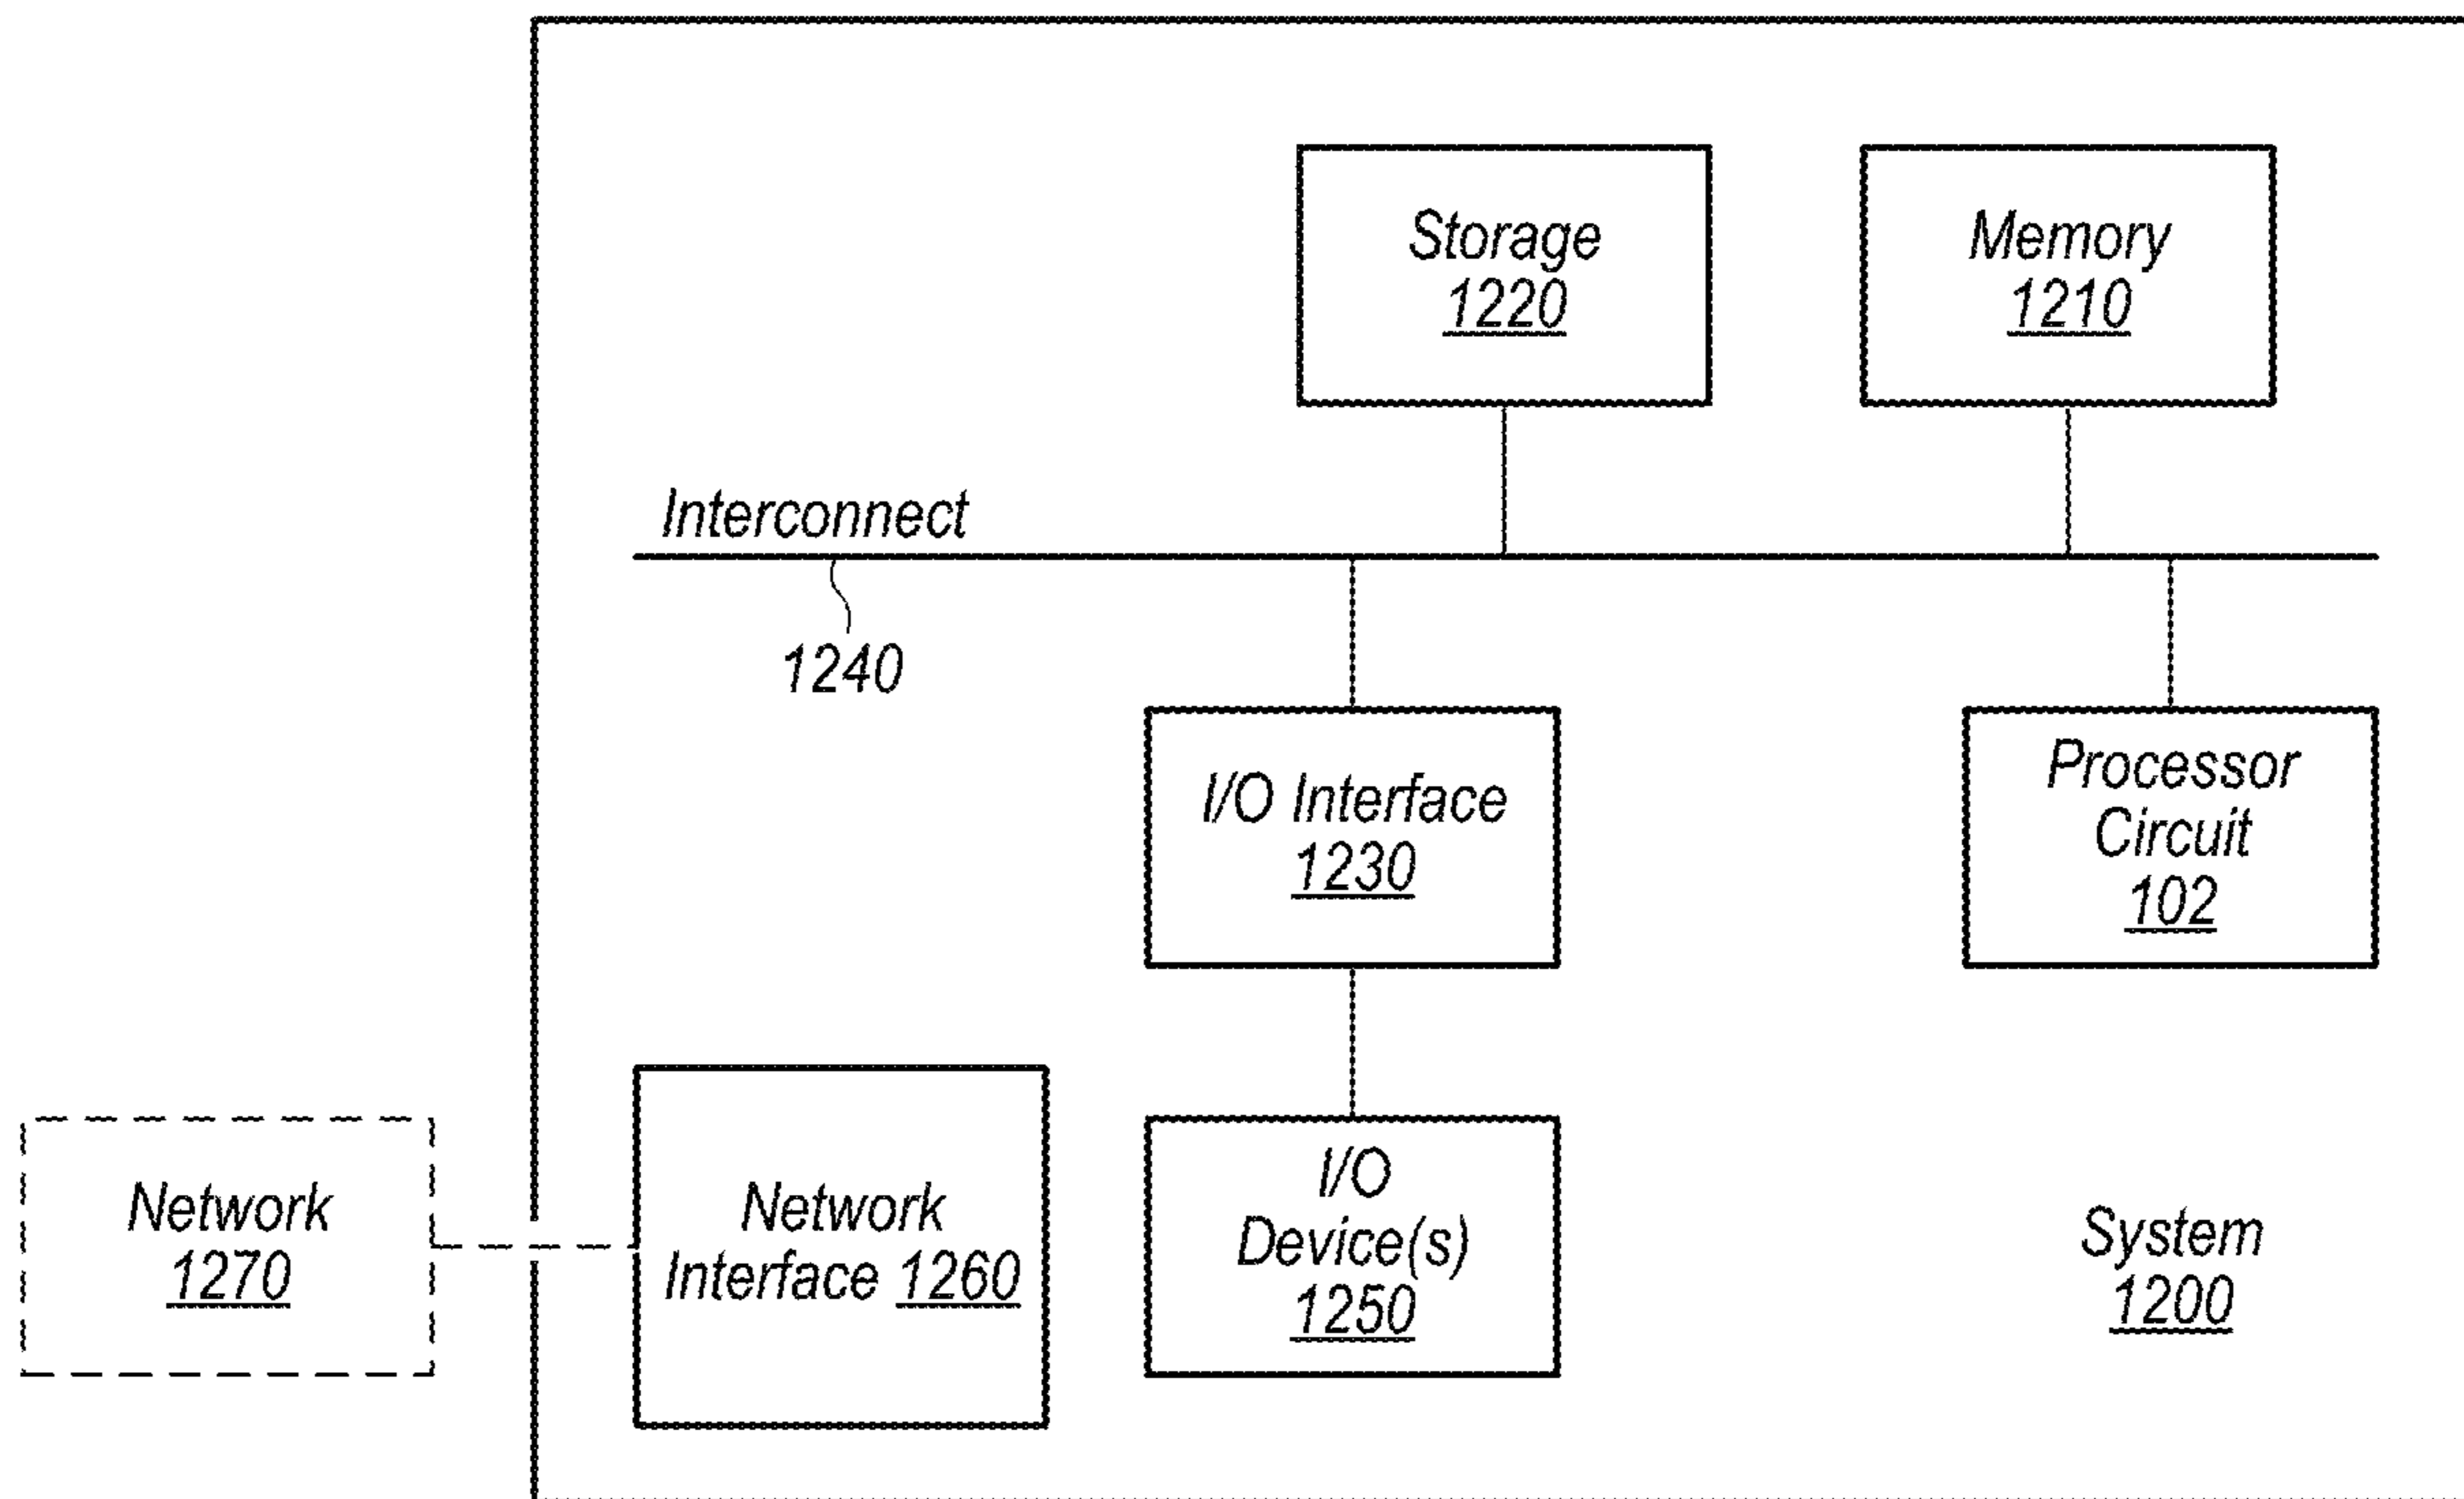 Storage
1220
Memory
1210
Interconnect
1240
I/O Interface
1230
Processor
Circuit
102
Network
1270
Network
Interface 1260
I/O
Device(s)
1250
System
1200